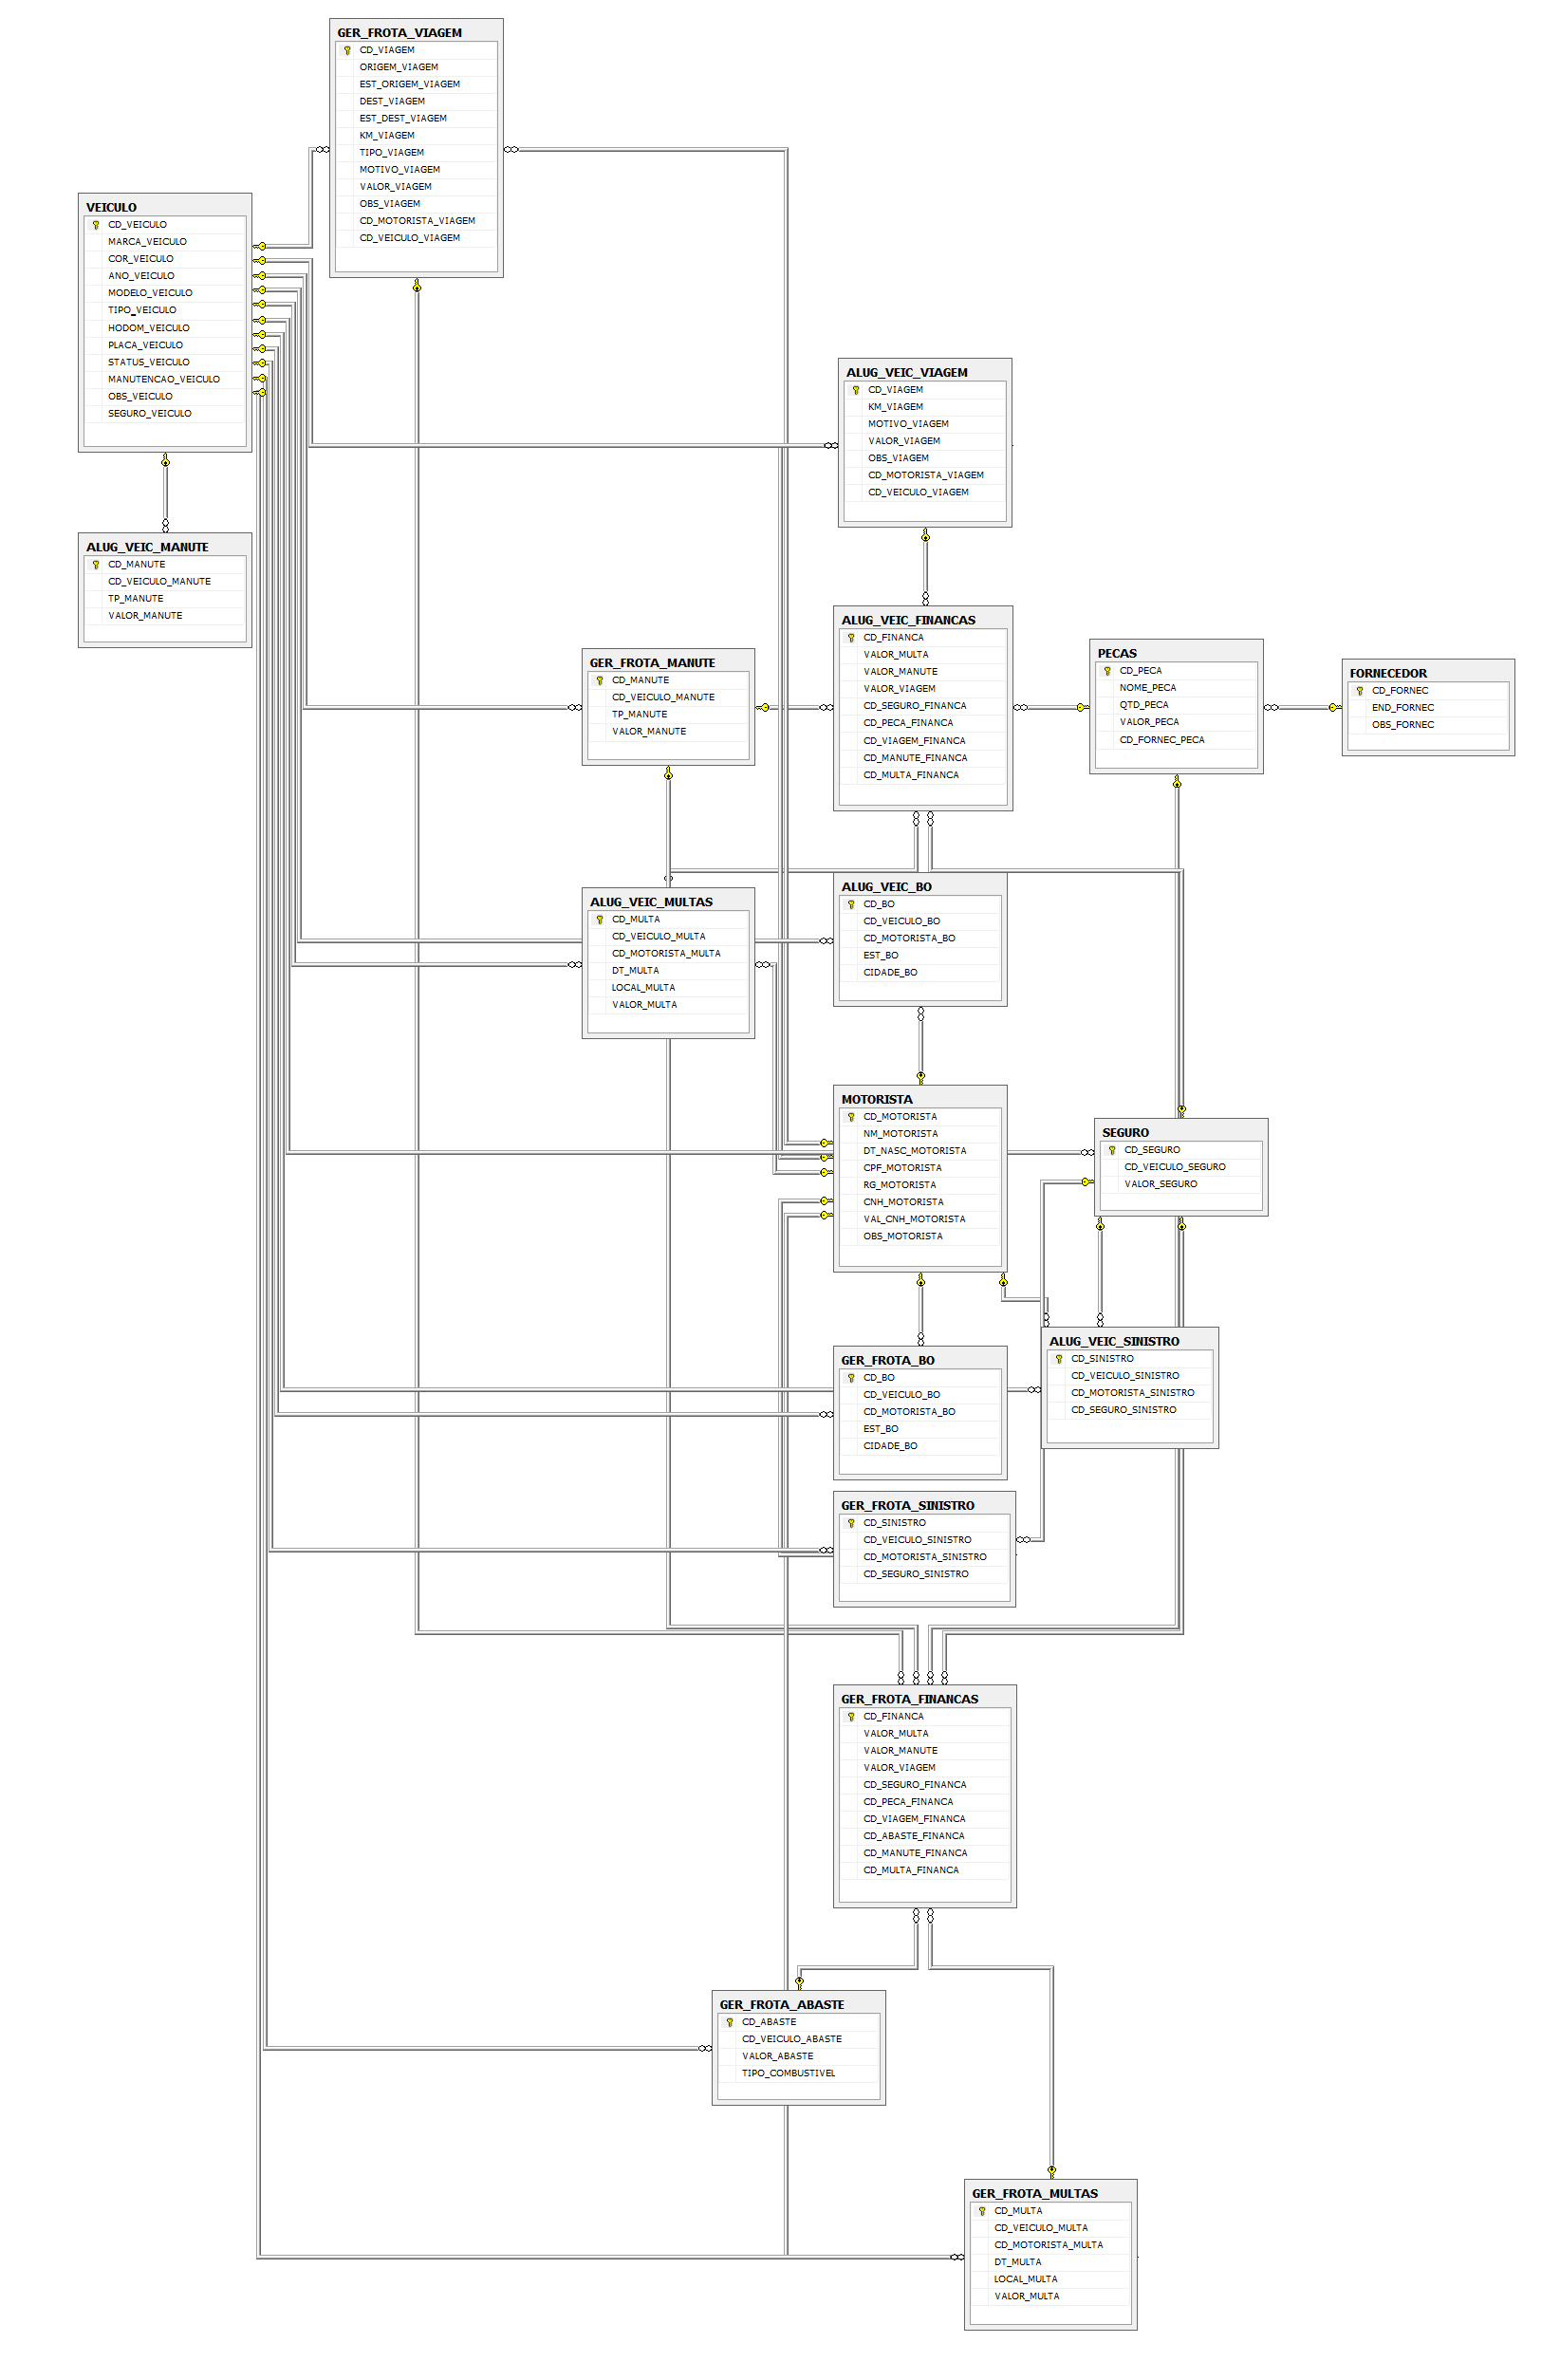 GER_FROTA_VIAGEM
CD_VIAGEM
ORIGEM_VIAGEM
EST_ORIGEM_VIAGEM
DEST_VIAGEM
EST_DEST_VIAGEM
KM_VIAGEM
TIPO_VIAGEM
MOTIVO_VIAGEM
VALOR_VIAGEM
OBS_VIAGEM
CD_MOTORISTA_VIAGEM
CD_VEICULO_VIAGEM
VEICULO
CD_VEICULO
MARCA_VEICULO
COR_VEICULO
ANO_VEICULO
MODELO_VEICULO
TIPO_VEICULO
HODOM_VEICULO
PLACA_VEICULO
STATUS_VEICULO
MANUTENCAO_VEICULO
OBS_VEICULO
SEGURO_VEICULO
ALUG_VEIC_VIAGEM
CD_VIAGEM
KM_VIAGEM
MOTIVO_VIAGEM
VALOR_VIAGEM
OBS_VIAGEM
CD_MOTORISTA_VIAGEM
CD_VEICULO_VIAGEM
ALUG_VEIC_MANUTE
CD_MANUTE
CD_VEICULO_MANUTE
TP_MANUTE
VALOR_MANUTE
ALUG_VEIC_FINANCAS
CD_FINANCA
VALOR_MULTA
VALOR_MANUTE
VALOR_VIAGEM
CD_SEGURO_FINANCA
CD_PECA_FINANCA
CD_VIAGEM_FINANCA
CD_MANUTE_FINANCA
CD_MULTA_FINANCA
GER_FROTA_MANUTE
CD_MANUTE
CD_VEICULO_MANUTE
TP_MANUTE
VALOR_MANUTE
PECAS
CD_PECA
NOME_PECA
QTD_PECA
VALOR_PECA
CD_FORNEC_PECA
FORNECEDOR
CD_FORNEC
END_FORNEC
OBS_FORNEC
ALUG_VEIC_MULTAS
CD_MULTA
CD_VEICULO_MULTA
CD_MOTORISTA_MULTA
DT_MULTA
LOCAL_MULTA
VALOR_MULTA
ALUG_VEIC_BO
CD_BO
CD_VEICULO_BO
CD_MOTORISTA_BO
EST_BO
CIDADE_BO
MOTORISTA
CD_MOTORISTA
NM_MOTORISTA
DT_NASC_MOTORISTA
CPF_MOTORISTA
RG_MOTORISTA
CNH_MOTORISTA
VAL_CNH_MOTORISTA
OBS_MOTORISTA
SEGURO
CD_SEGURO
CD_VEICULO_SEGURO
VALOR_SEGURO
GER_FROTA_BO
CD_BO
CD_VEICULO_BO
CD_MOTORISTA_BO
EST_BO
CIDADE_BO
ALUG_VEIC_SINISTRO
CD_SINISTRO
CD_VEICULO_SINISTRO
CD_MOTORISTA_SINISTRO
CD_SEGURO_SINISTRO
GER_FROTA_SINISTRO
CD_SINISTRO
CD_VEICULO_SINISTRO
CD_MOTORISTA_SINISTRO
CD_SEGURO_SINISTRO
GER_FROTA_FINANCAS
CD_FINANCA
VALOR_MULTA
VALOR_MANUTE
VALOR_VIAGEM
CD_SEGURO_FINANCA
CD_PECA_FINANCA
CD_VIAGEM_FINANCA
CD_ABASTE_FINANCA
CD_MANUTE_FINANCA
CD_MULTA_FINANCA
GER_FROTA_ABASTE
CD_ABASTE
CD_VEICULO_ABASTE
VALOR_ABASTE
TIPO_COMBUSTIVEL
GER_FROTA_MULTAS
CD_MULTA
CD_VEICULO_MULTA
CD_MOTORISTA_MULTA
DT_MULTA
LOCAL_MULTA
VALOR_MULTA